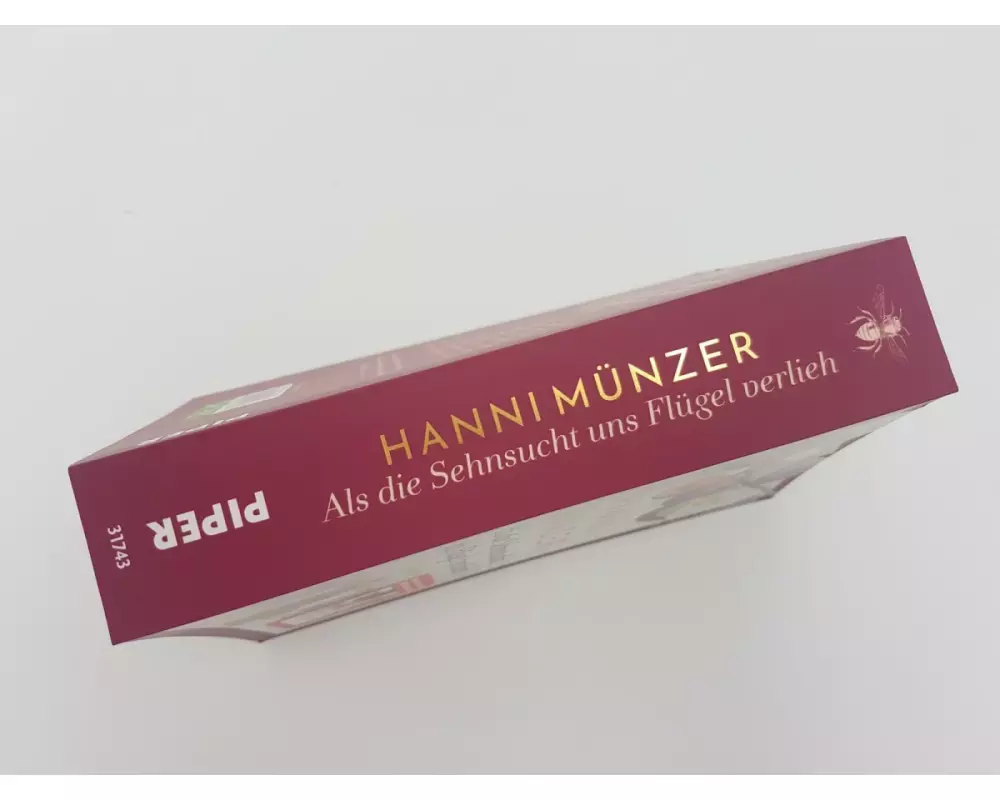 HANNI MÜNZER
Als die Sehnsucht uns Flügel verlieh
PIPER
31743